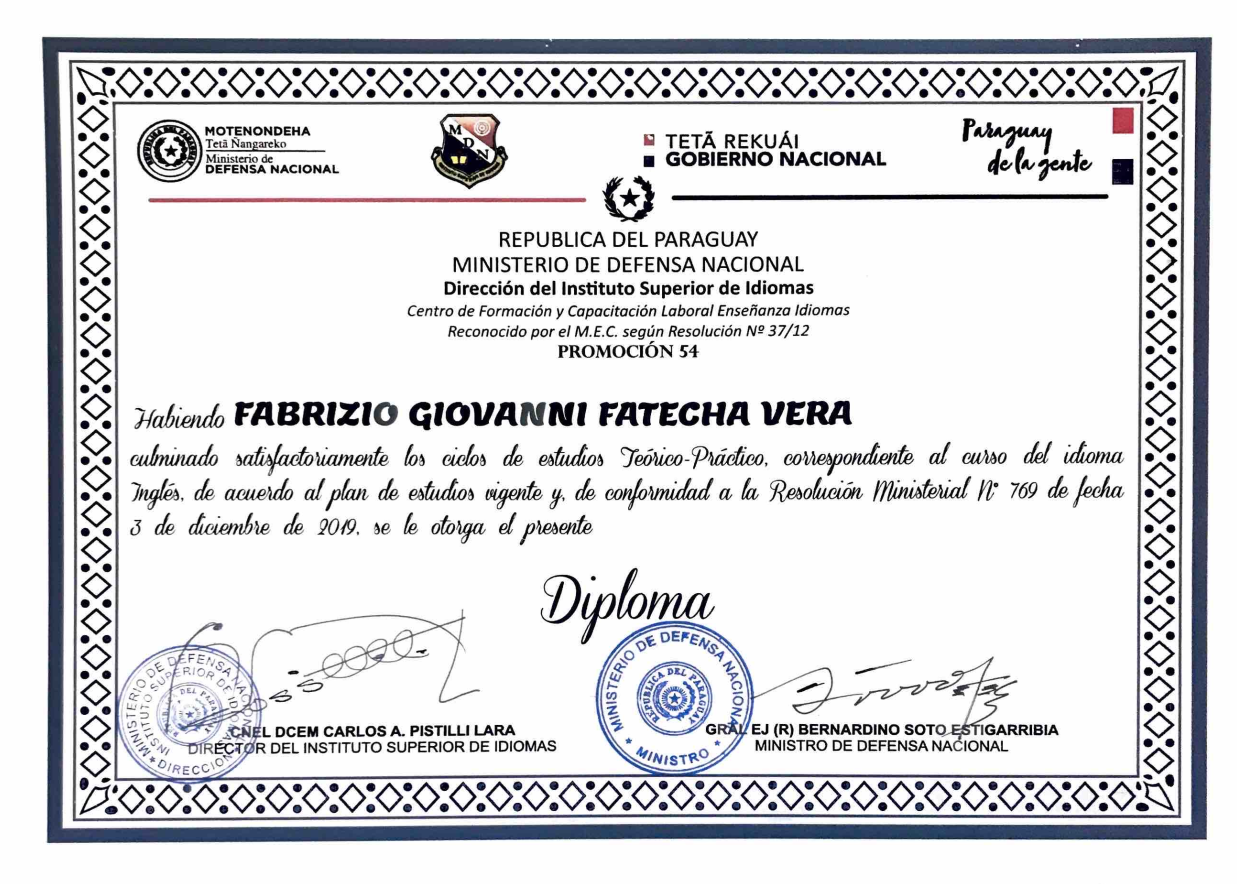 MOTENONDEHA
Tetã Ñangareko
Ministerio de
DEFENSA NACIONAL
M
D
N
TETÃ REKUÁI
GOBIERNO NACIONAL
Paraguay
de la gente
REPUBLICA DEL PARAGUAY
MINISTERIO DE DEFENSA NACIONAL
Dirección del Instituto Superior de Idiomas
Centro de Formación y Capacitación Laboral Enseñanza Idiomas
Reconocido por el M.E.C. según Resolución Nº 37/12
PROMOCIÓN 54
Habiendo FABRIZIO GIOVANNI FATECHA VERA
culminado satisfactoriamente los ciclos de estudios Teórico-Práctico, correspondiente al curso del idioma
Inglés, de acuerdo al plan de estudios vigente y, de conformidad a la Resolución Ministerial N° 769 de fecha
3 de diciembre de 2019, se le otorga el presente
Diploma
MINISTERIO DE DEFENSA NACIONAL
INSTITUTO SUPERIOR DE IDIOMAS
DIRECCION
CNEL DCEM CARLOS A. PISTILLI LARA
DIRECTOR DEL INSTITUTO SUPERIOR DE IDIOMAS
MINISTERIO DE DEFENSA NACIONAL
REPUBLICA DEL PARAGUAY
* MINISTRO *
GRAL EJ (R) BERNARDINO SOTO ESTIGARRIBIA
MINISTRO DE DEFENSA NACIONAL